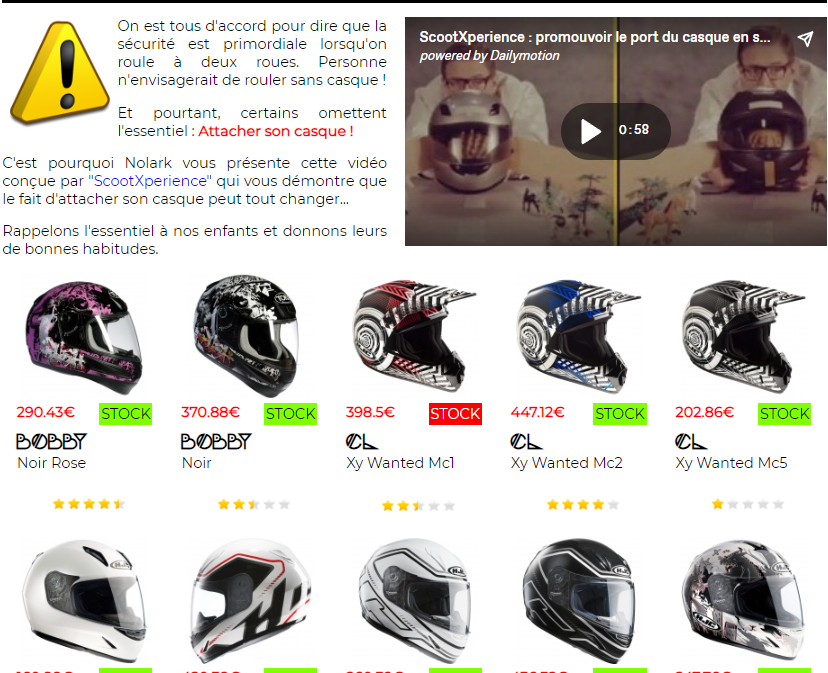 On est tous d'accord pour dire que la
sécurité est primordiale lorsqu'on
roule à deux roues. Personne
n'envisagerait de rouler sans casque !
Et pourtant, certains omettent
l'essentiel : Attacher son casque !
C'est pourquoi Nolark vous présente cette vidéo
conçue par "ScootXperience" qui vous démontre que
le fait d'attacher son casque peut tout changer...
Rappelons l'essentiel à nos enfants et donnons leurs
de bonnes habitudes.
ScootXperience : promouvoir le port du casque en s...
powered by Dailymotion
0:58
290.43€ STOCK
BOBBY
Noir Rose
370.88€ STOCK
BOBBY
Noir
398.5€ STOCK
CL
Xy Wanted Mc1
447.12€ STOCK
CL
Xy Wanted Mc2
202.86€ STOCK
CL
Xy Wanted Mc5
HJC
HJC
HJC
HJC
HJC